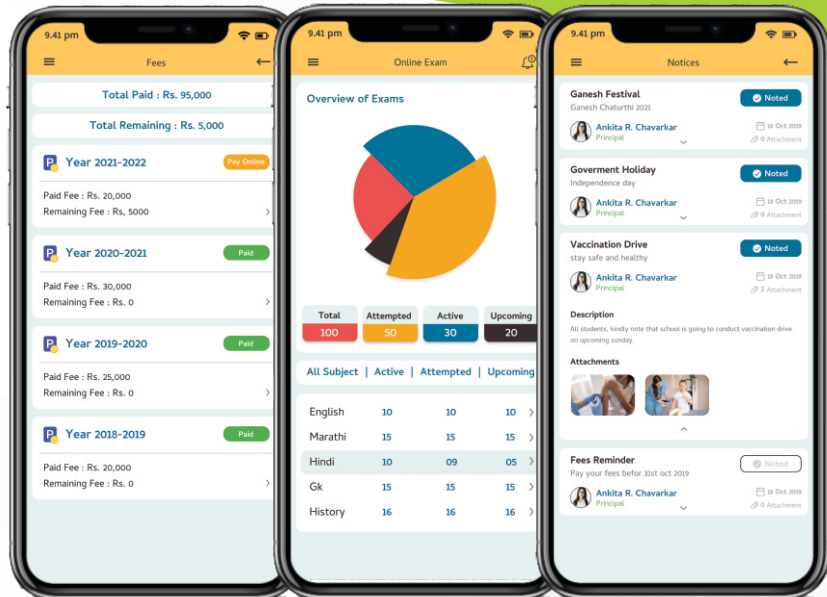 9.41 pm
Fees
Total Paid : Rs. 95,000
Total Remaining : Rs. 5,000
P Year 2021-2022 Pay Online
Paid Fee : Rs. 20,000
Remaining Fee : Rs, 5000
P Year 2020-2021 Paid
Paid Fee : Rs. 30,000
Remaining Fee : Rs. 0
P Year 2019-2020 Paid
Paid Fee : Rs. 25,000
Remaining Fee : Rs. 0
P Year 2018-2019 Paid
Paid Fee : Rs. 20,000
Remaining Fee : Rs. 0
9.41 pm
Online Exam
Overview of Exams
Total Attempted Active Upcoming
100 50 30 20
All Subject | Active | Attempted | Upcoming
English 10 10 10
Marathi 15 15 15
Hindi 10 09 05
Gk 15 15 15
History 16 16 16
9.41 pm
Notices
Ganesh Festival Noted
Ganesh Chaturthi 2021
Ankita R. Chavarkar 18 Oct 2019
Principal 0 Attachment
Goverment Holiday Noted
Independence day
Ankita R. Chavarkar 18 Oct 2019
Principal 0 Attachment
Vaccination Drive Noted
stay safe and healthy
Ankita R. Chavarkar 18 Oct 2019
Principal 2 Attachment
Description
All students, kindly note that school is going to conduct vaccination drive
on upcoming sunday.
Attachments
Fees Reminder Noted
Pay your fees befor 31st oct 2019
Ankita R. Chavarkar 18 Oct 2019
Principal 0 Attachment